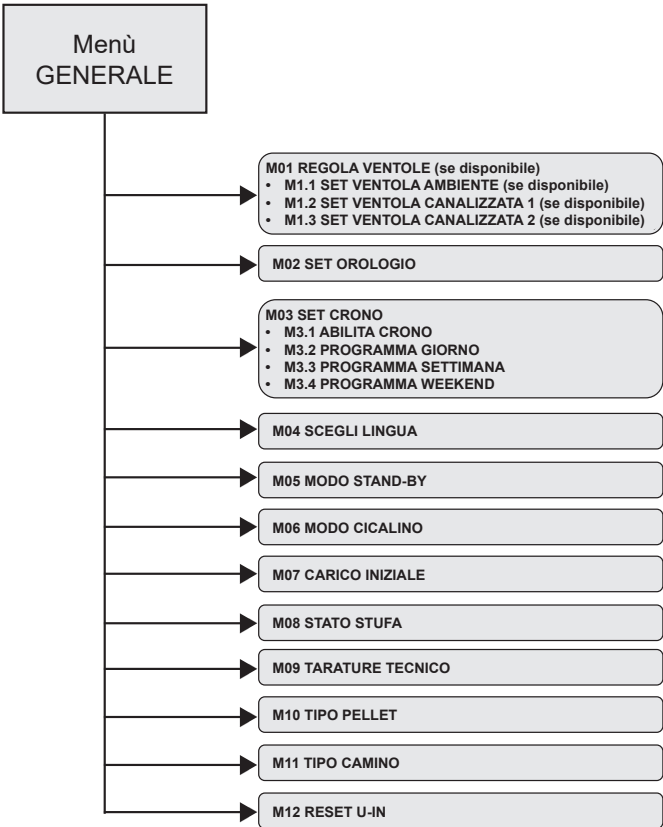 Menù
GENERALE
M01 REGOLA VENTOLE (se disponibile)
• M1.1 SET VENTOLA AMBIENTE (se disponibile)
• M1.2 SET VENTOLA CANALIZZATA 1 (se disponibile)
• M1.3 SET VENTOLA CANALIZZATA 2 (se disponibile)
M02 SET OROLOGIO
M03 SET CRONO
• M3.1 ABILITA CRONO
• M3.2 PROGRAMMA GIORNO
• M3.3 PROGRAMMA SETTIMANA
• M3.4 PROGRAMMA WEEKEND
M04 SCEGLI LINGUA
M05 MODO STAND-BY
M06 MODO CICALINO
M07 CARICO INIZIALE
M08 STATO STUFA
M09 TARATURE TECNICO
M10 TIPO PELLET
M11 TIPO CAMINO
M12 RESET U-IN